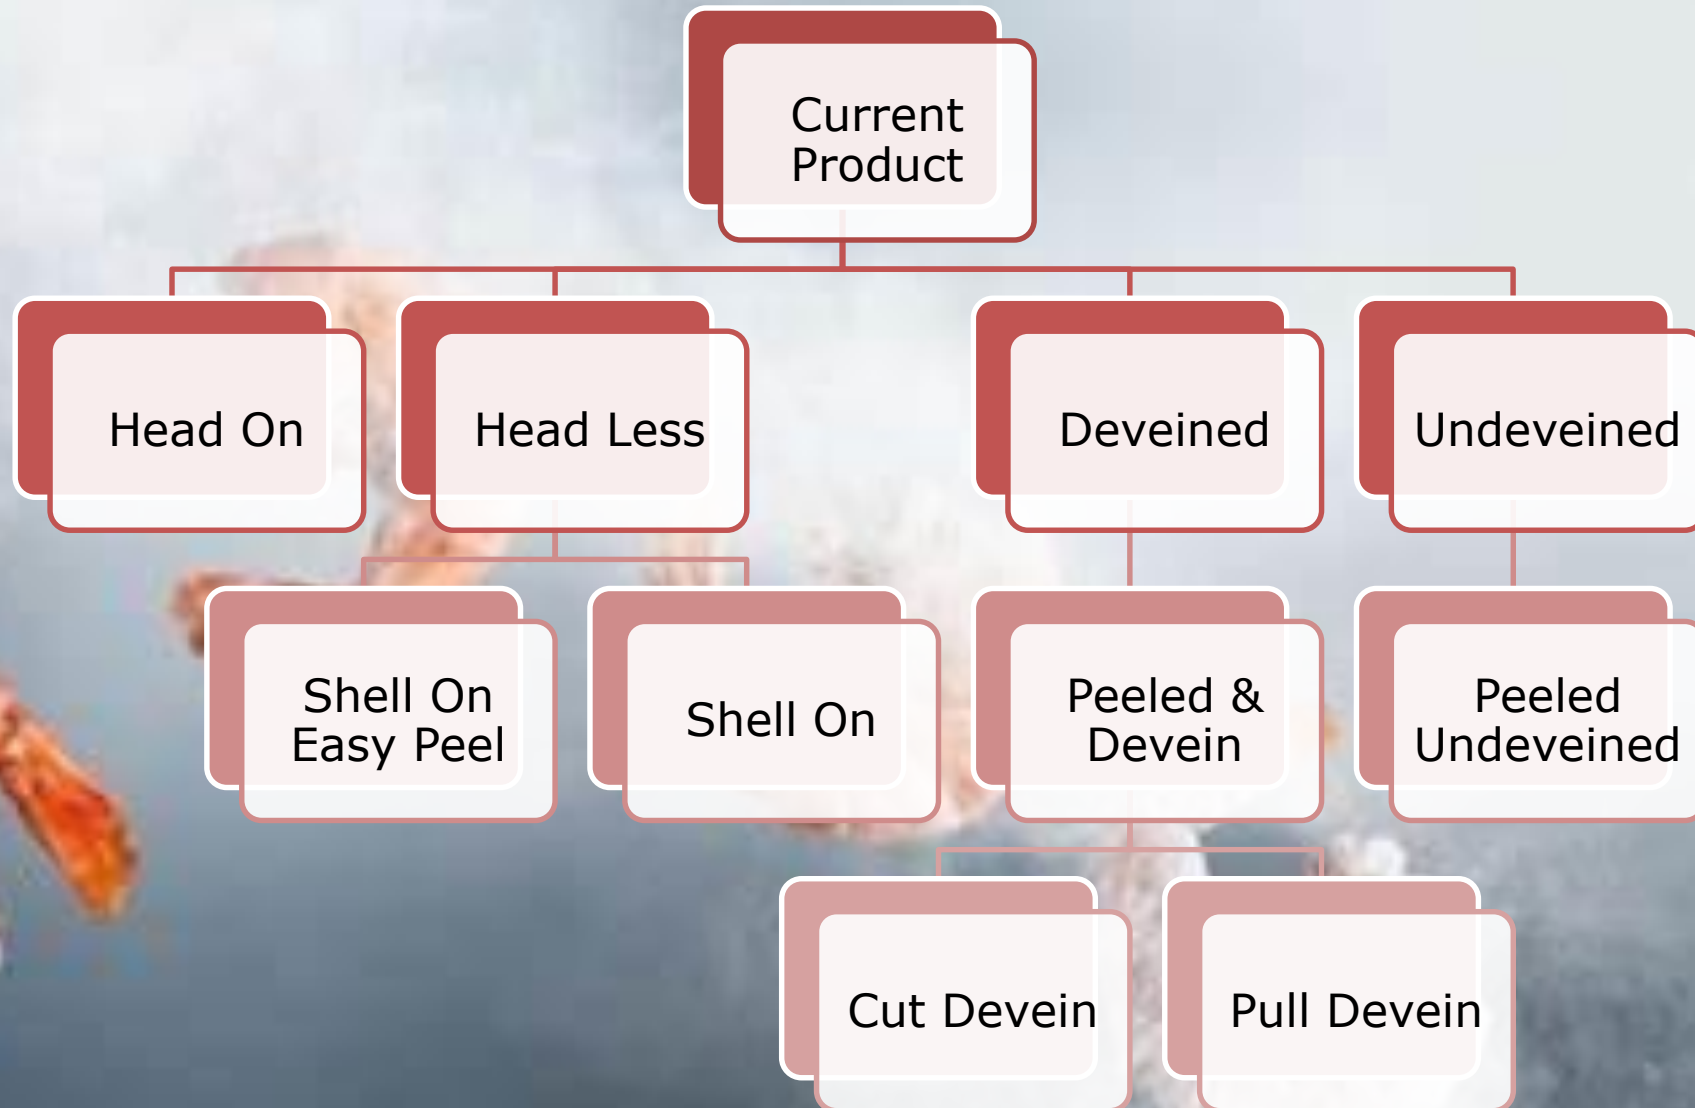 Current
Product
Head On
Head Less
Deveined
Undeveined
Shell On
Easy Peel
Shell On
Peeled &
Devein
Peeled
Undeveined
Cut Devein
Pull Devein